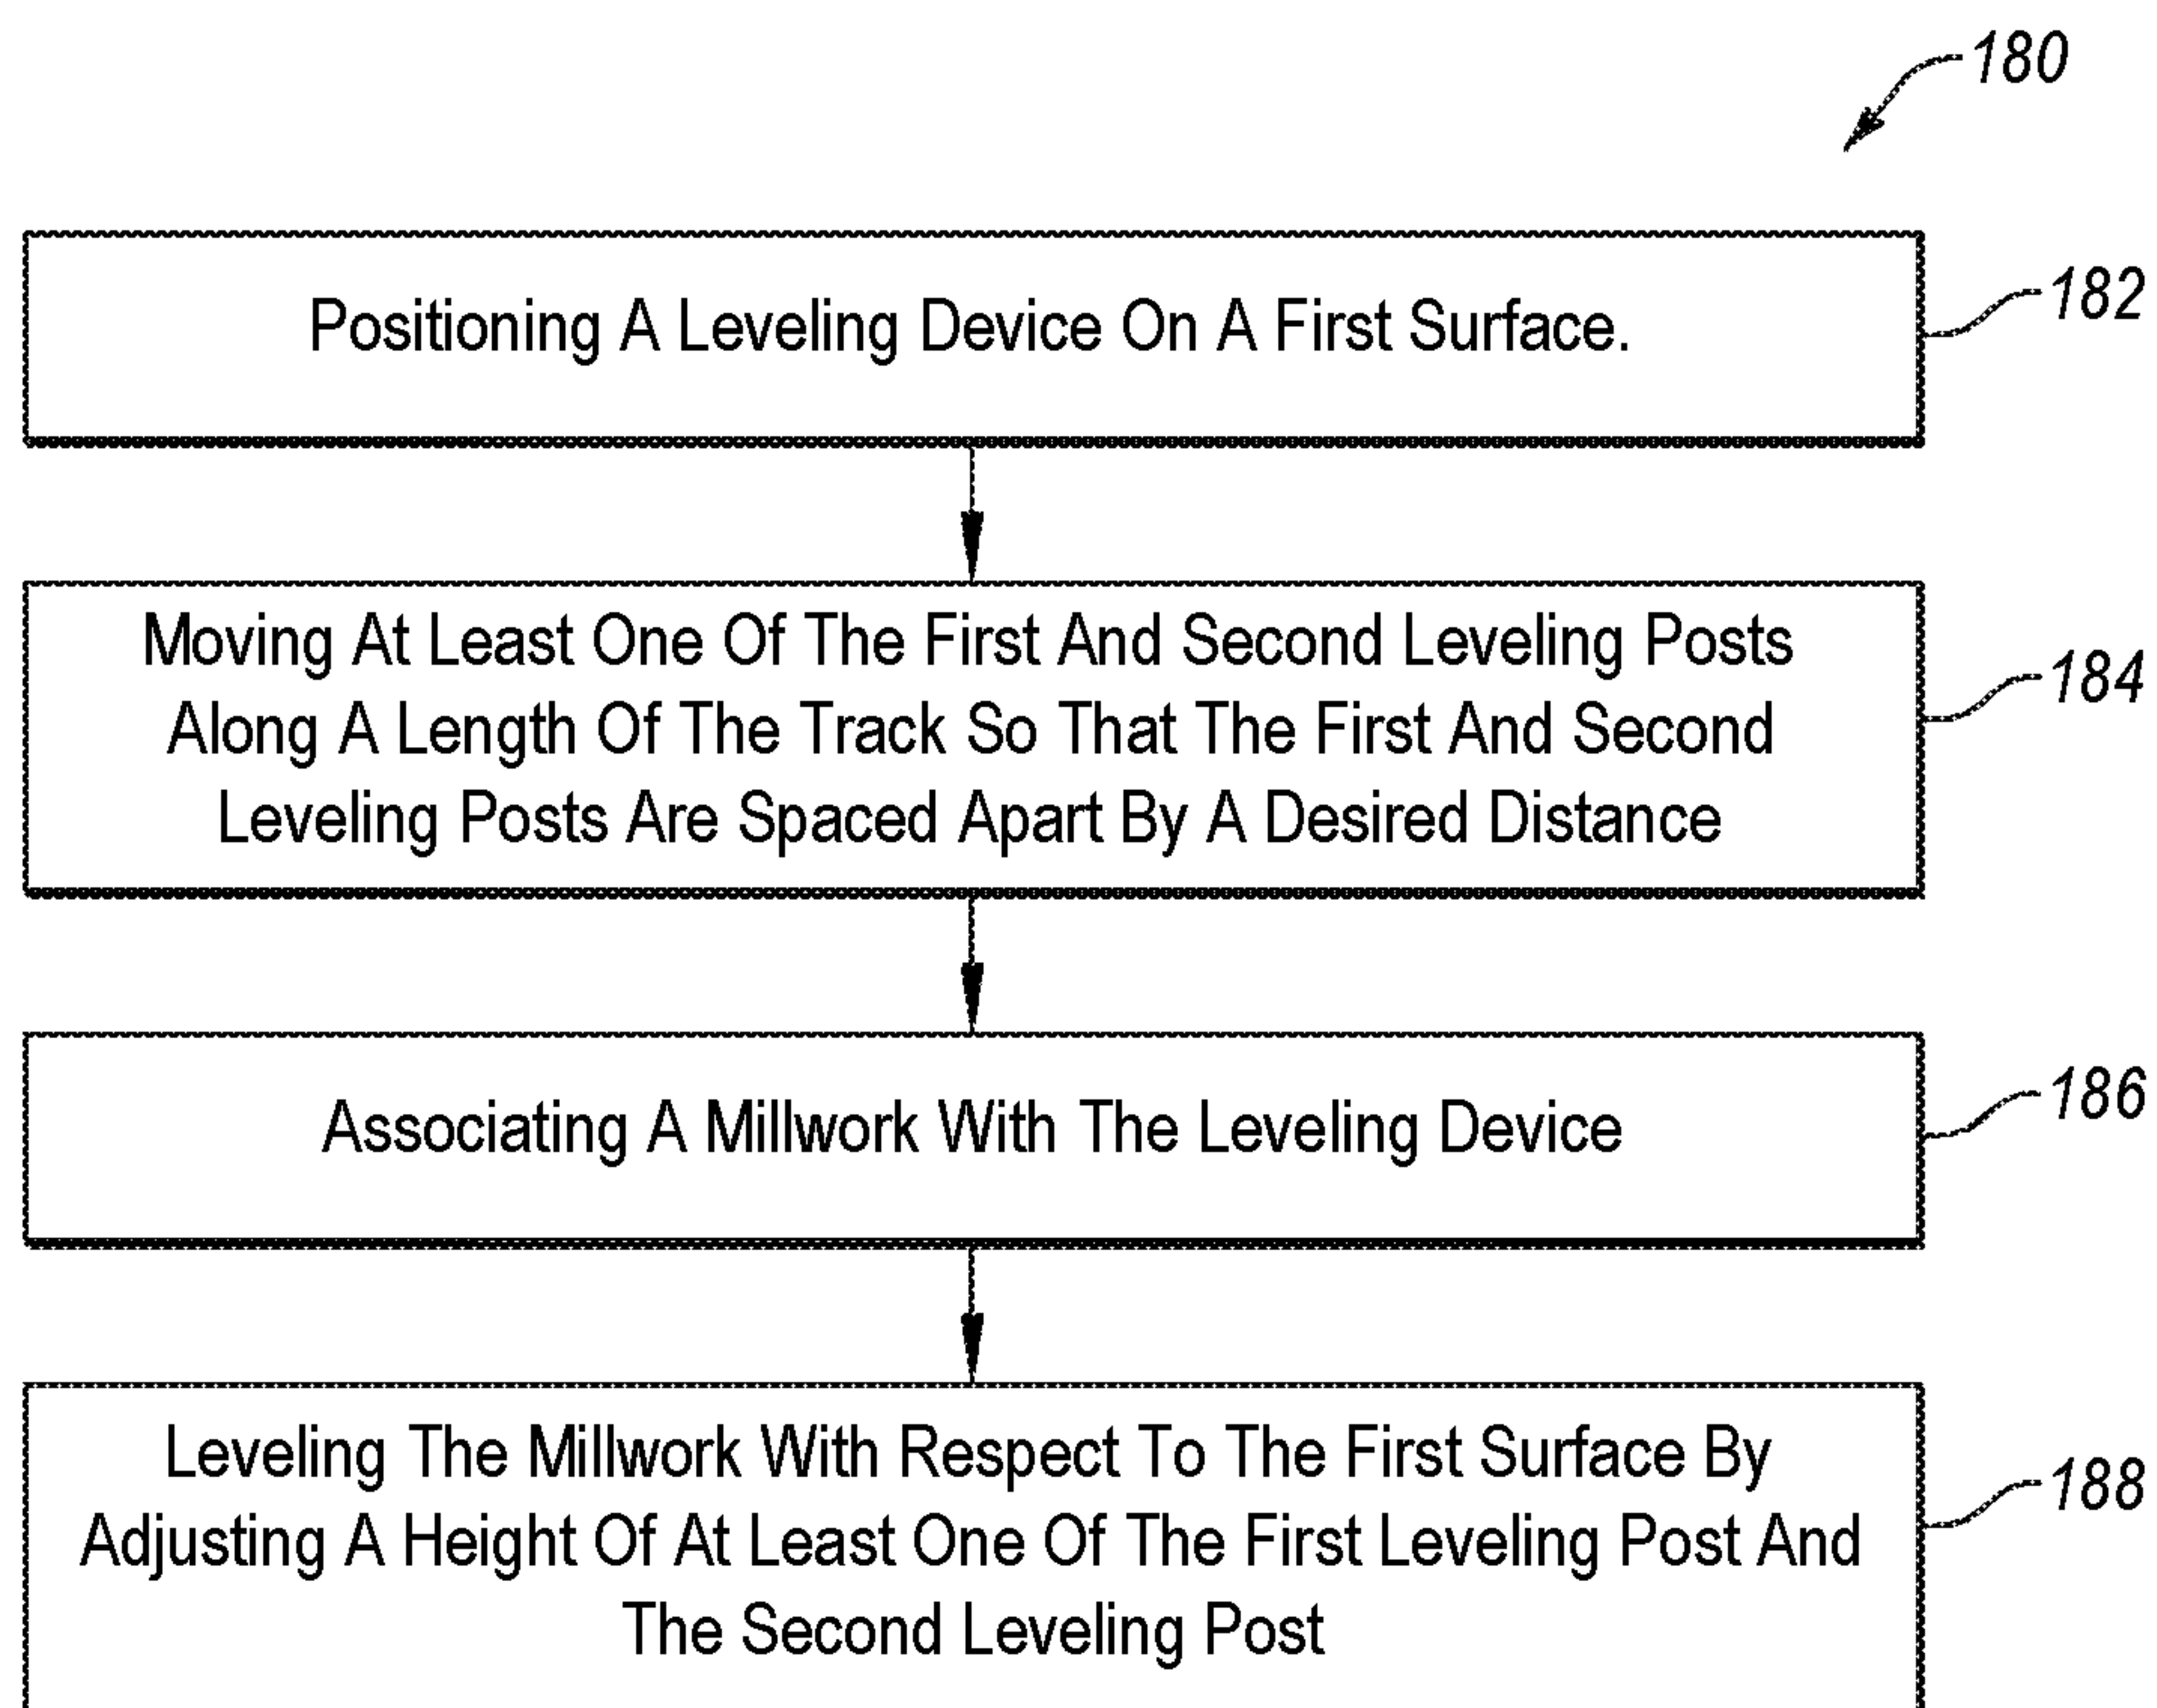 180
Positioning A Leveling Device On A First Surface.
182
Moving At Least One Of The First And Second Leveling Posts
Along A Length Of The Track So That The First And Second
Leveling Posts Are Spaced Apart By A Desired Distance
184
Associating A Millwork With The Leveling Device
186
Leveling The Millwork With Respect To The First Surface By
Adjusting A Height Of At Least One Of The First Leveling Post And
The Second Leveling Post
188